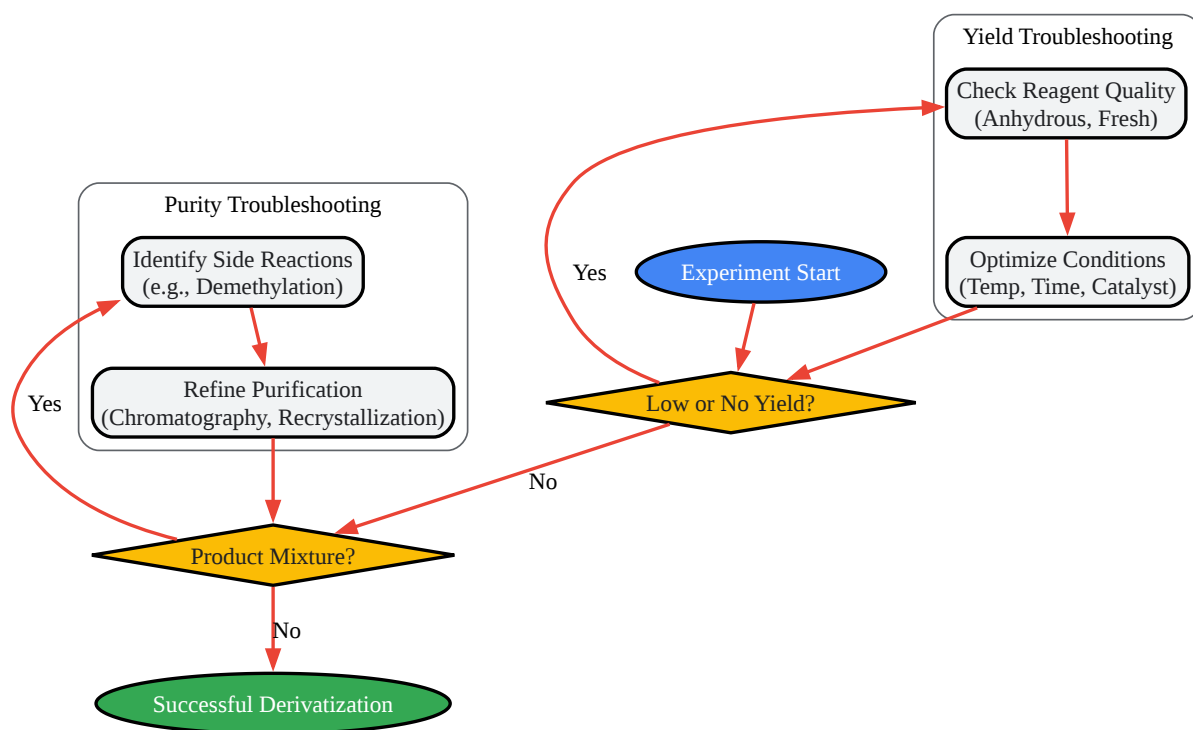 Yield Troubleshooting
Check Reagent Quality
(Anhydrous, Fresh)
Purity Troubleshooting
Identify Side Reactions
(e.g., Demethylation)
Yes
Experiment Start
Optimize Conditions
(Temp, Time, Catalyst)
Refine Purification
(Chromatography, Recrystallization)
Yes
Low or No Yield?
No
Product Mixture?
No
Successful Derivatization